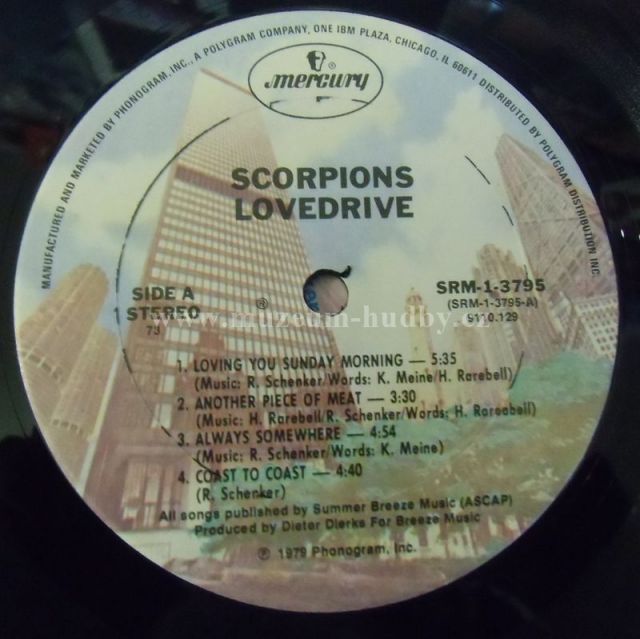 MANUFACTURED AND MARKETED BY PHONOGRAM, INC., A POLYGRAM COMPANY, ONE IBM PLAZA, CHICAGO, IL 60611 DISTRIBUTED BY POLYGRAM DISTRIBUTION INC.
mercury
®
SCORPIONS
LOVEDRIVE
SIDE A
STEREO
73
℗
SRM-1-3795
(SRM-1-3795-A)
9110.129
www.muzeum-hudby.cz
1. LOVING YOU SUNDAY MORNING — 5:35
(Music: R. Schenker/Words: K. Meine/H. Rarebell)
2. ANOTHER PIECE OF MEAT — 3:30
(Music: H. Rarebell/R. Schenker/Words: H. Rareabell)
3. ALWAYS SOMEWHERE — 4:54
(Music: R. Schenker/Words: K. Meine)
4. COAST TO COAST — 4:40
(R. Schenker)
All songs published by Summer Breeze Music (ASCAP)
Produced by Dieter Dierks For Breeze Music
℗ 1979 Phonogram, Inc.